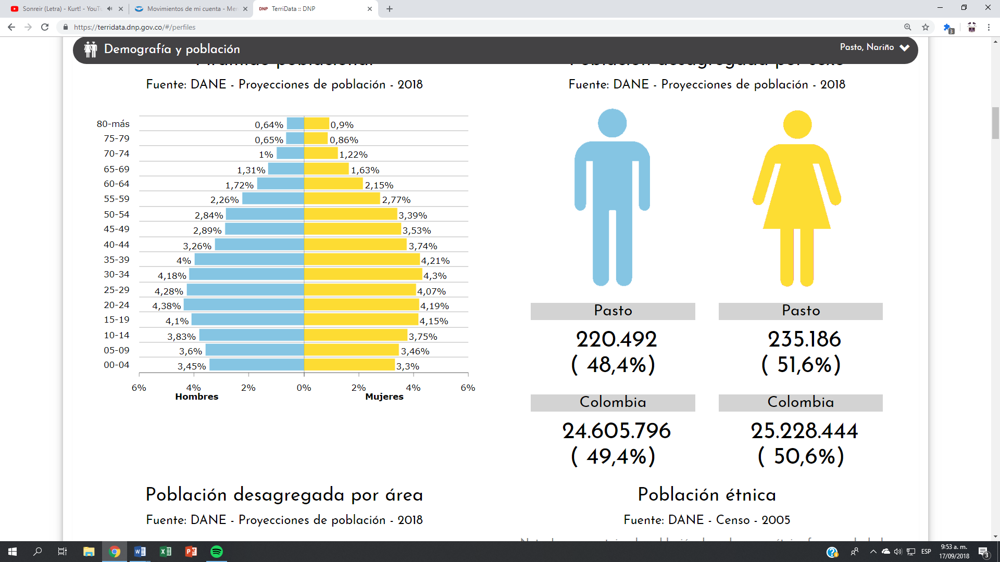 Sonreir (Letra) - Kurt! - YouTu
Movimientos de mi cuenta - Mer
DNP TerriData :: DNP
https://terridata.dnp.gov.co/#/perfiles
3
Demografía y población
Pasto, Nariño
Fuente: DANE - Proyecciones de población - 2018
80-más 0,64% 0,9%
75-79 0,65% 0,86%
70-74 1% 1,22%
65-69 1,31% 1,63%
60-64 1,72% 2,15%
55-59 2,26% 2,77%
50-54 2,84% 3,39%
45-49 2,89% 3,53%
40-44 3,26% 3,74%
35-39 4% 4,21%
30-34 4,18% 4,3%
25-29 4,28% 4,07%
20-24 4,38% 4,19%
15-19 4,1% 4,15%
10-14 3,83% 3,75%
05-09 3,6% 3,46%
00-04 3,45% 3,3%
6% 4% 2% 0% 2% 4% 6%
Hombres Mujeres
Población desagregada por sexo
Fuente: DANE - Proyecciones de población - 2018
Pasto
220.492
( 48,4%)
Pasto
235.186
( 51,6%)
Colombia
24.605.796
( 49,4%)
Colombia
25.228.444
( 50,6%)
Población desagregada por área
Fuente: DANE - Proyecciones de población - 2018
Población étnica
Fuente: DANE - Censo - 2005
ESP
9:53 a. m.
17/09/2018
3